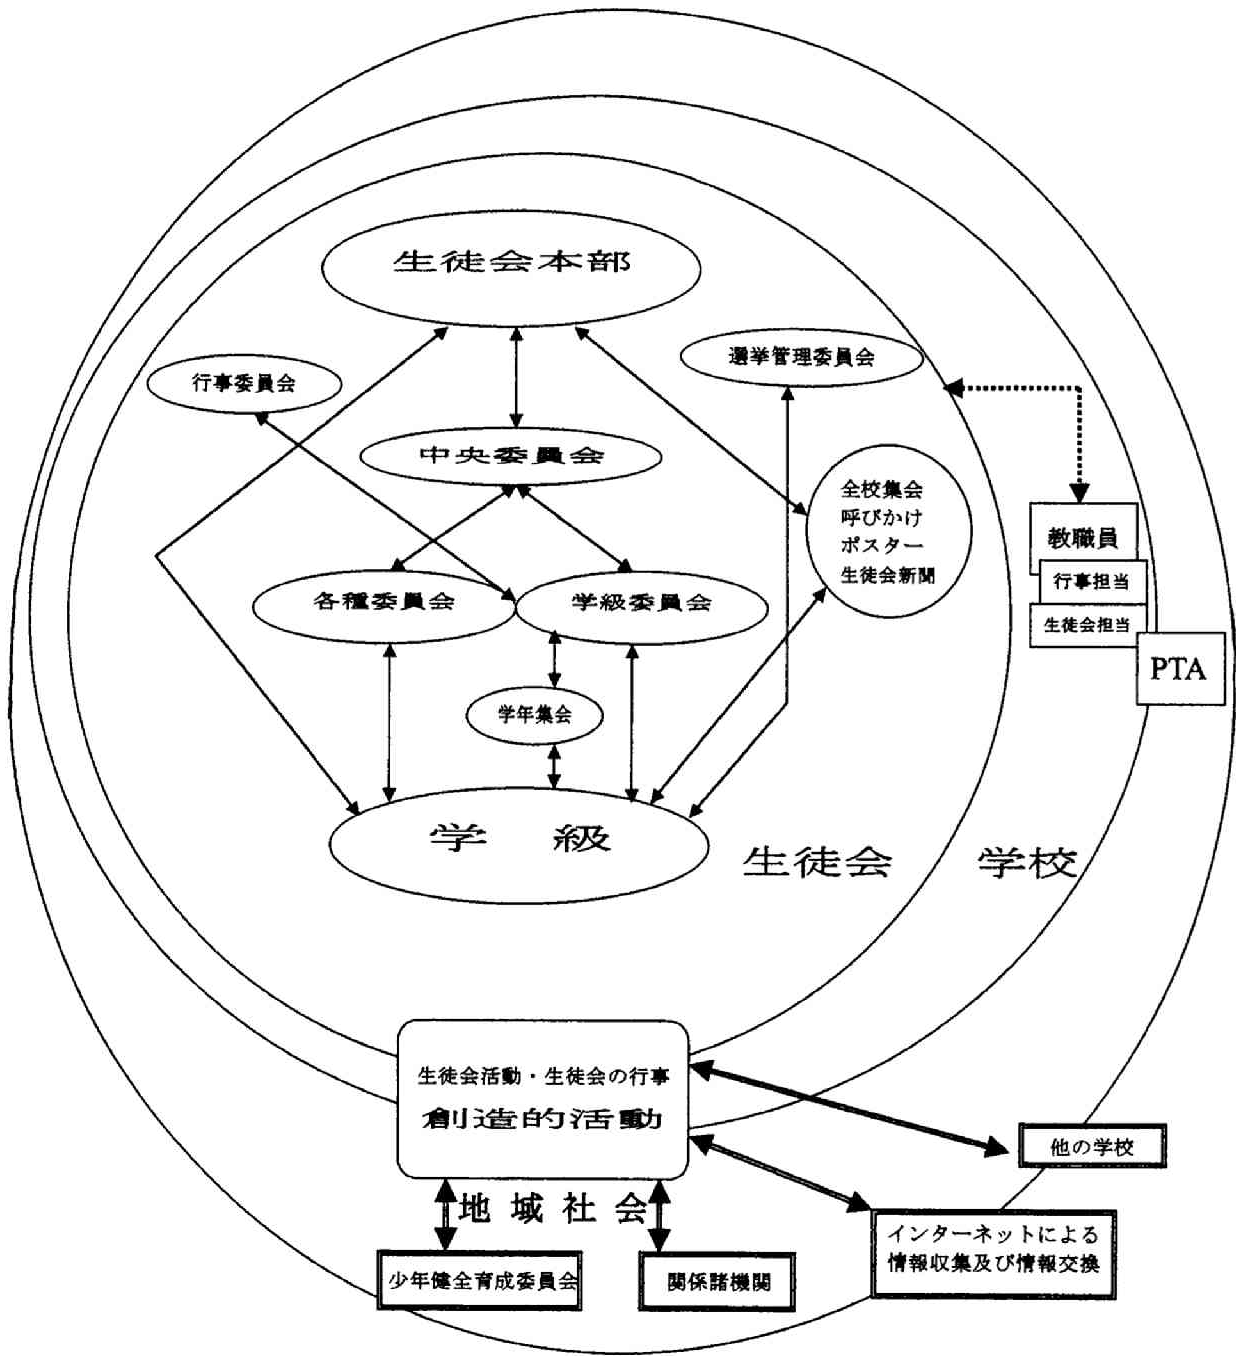 生徒会本部
選挙管理委員会
行事委員会
中央委員会
全校集会
呼びかけ
ポスター
生徒会新聞
教職員
行事担当
生徒会担当
PTA
各種委員会
学級委員会
学年集会
学 級
生徒会
学校
生徒会活動・生徒会の行事
創造的活動
他の学校
地域社会
インターネットによる
情報収集及び情報交換
少年健全育成委員会
関係諸機関